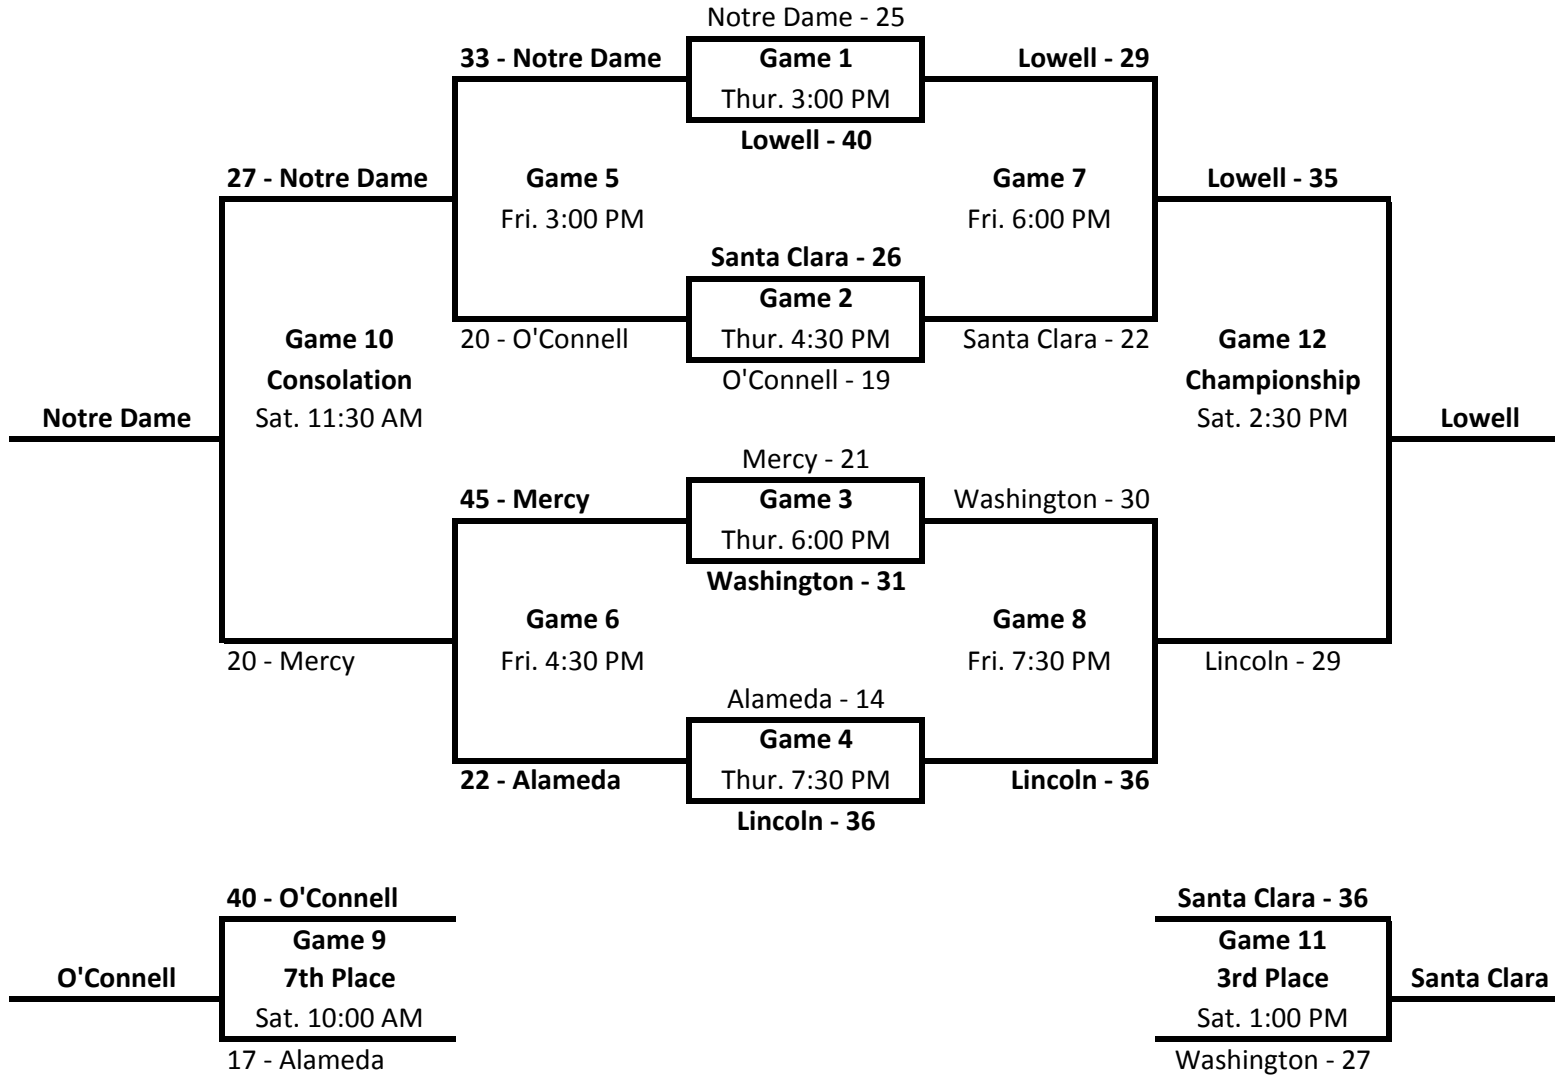 Notre Dame - 25
33 - Notre Dame
Game 1
Lowell - 29
Thur. 3:00 PM
Lowell - 40
27 - Notre Dame
Game 5
Game 7
Lowell - 35
Fri. 3:00 PM
Fri. 6:00 PM
Santa Clara - 26
Game 2
Game 10
20 - O'Connell
Thur. 4:30 PM
Santa Clara - 22
Game 12
Consolation
O'Connell - 19
Championship
Notre Dame
Sat. 11:30 AM
Sat. 2:30 PM
Lowell
Mercy - 21
45 - Mercy
Game 3
Washington - 30
Thur. 6:00 PM
Washington - 31
Game 6
Game 8
20 - Mercy
Fri. 4:30 PM
Fri. 7:30 PM
Lincoln - 29
Alameda - 14
Game 4
22 - Alameda
Thur. 7:30 PM
Lincoln - 36
Lincoln - 36
40 - O'Connell
Santa Clara - 36
Game 9
Game 11
O'Connell
7th Place
3rd Place
Santa Clara
Sat. 10:00 AM
Sat. 1:00 PM
17 - Alameda
Washington - 27